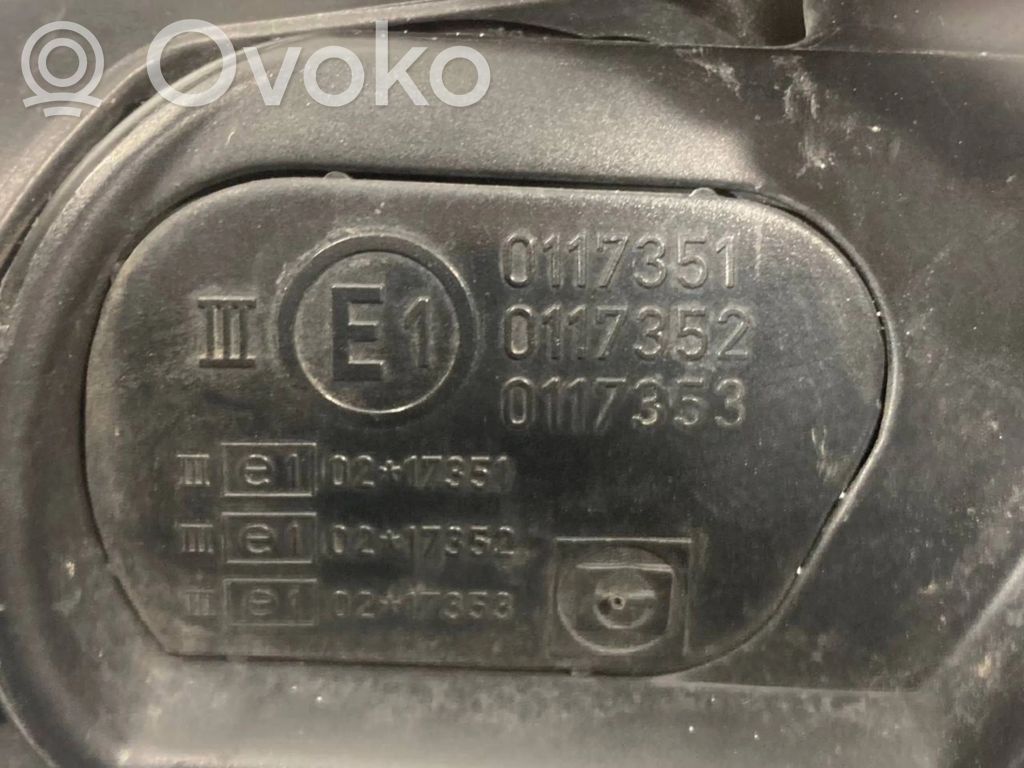 Ovoko
III E1 0117351
0117352
0117353
III e1 02*17351
III e1 02*17352
III e1 02*17353